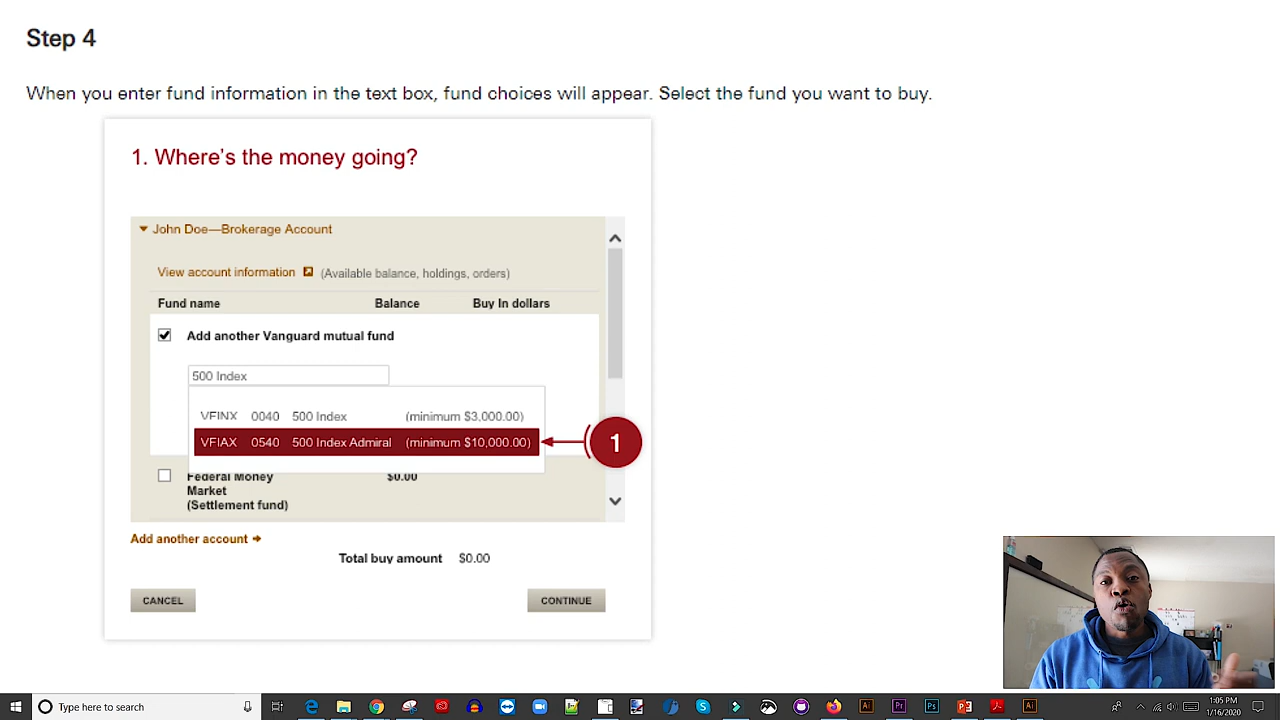 Step 4
When you enter fund information in the text box, fund choices will appear. Select the fund you want to buy.
1. Where's the money going?
John Doe—Brokerage Account
View account information (Available balance, holdings, orders)
Fund name Balance Buy In dollars
Add another Vanguard mutual fund
500 Index
VFINX 0040 500 Index (minimum $3,000.00)
VFIAX 0540 500 Index Admiral (minimum $10,000.00)
1
Federal Money $0.00
Market
(Settlement fund)
Add another account
Total buy amount $0.00
CANCEL CONTINUE
Type here to search
1:05 PM
1/16/2020